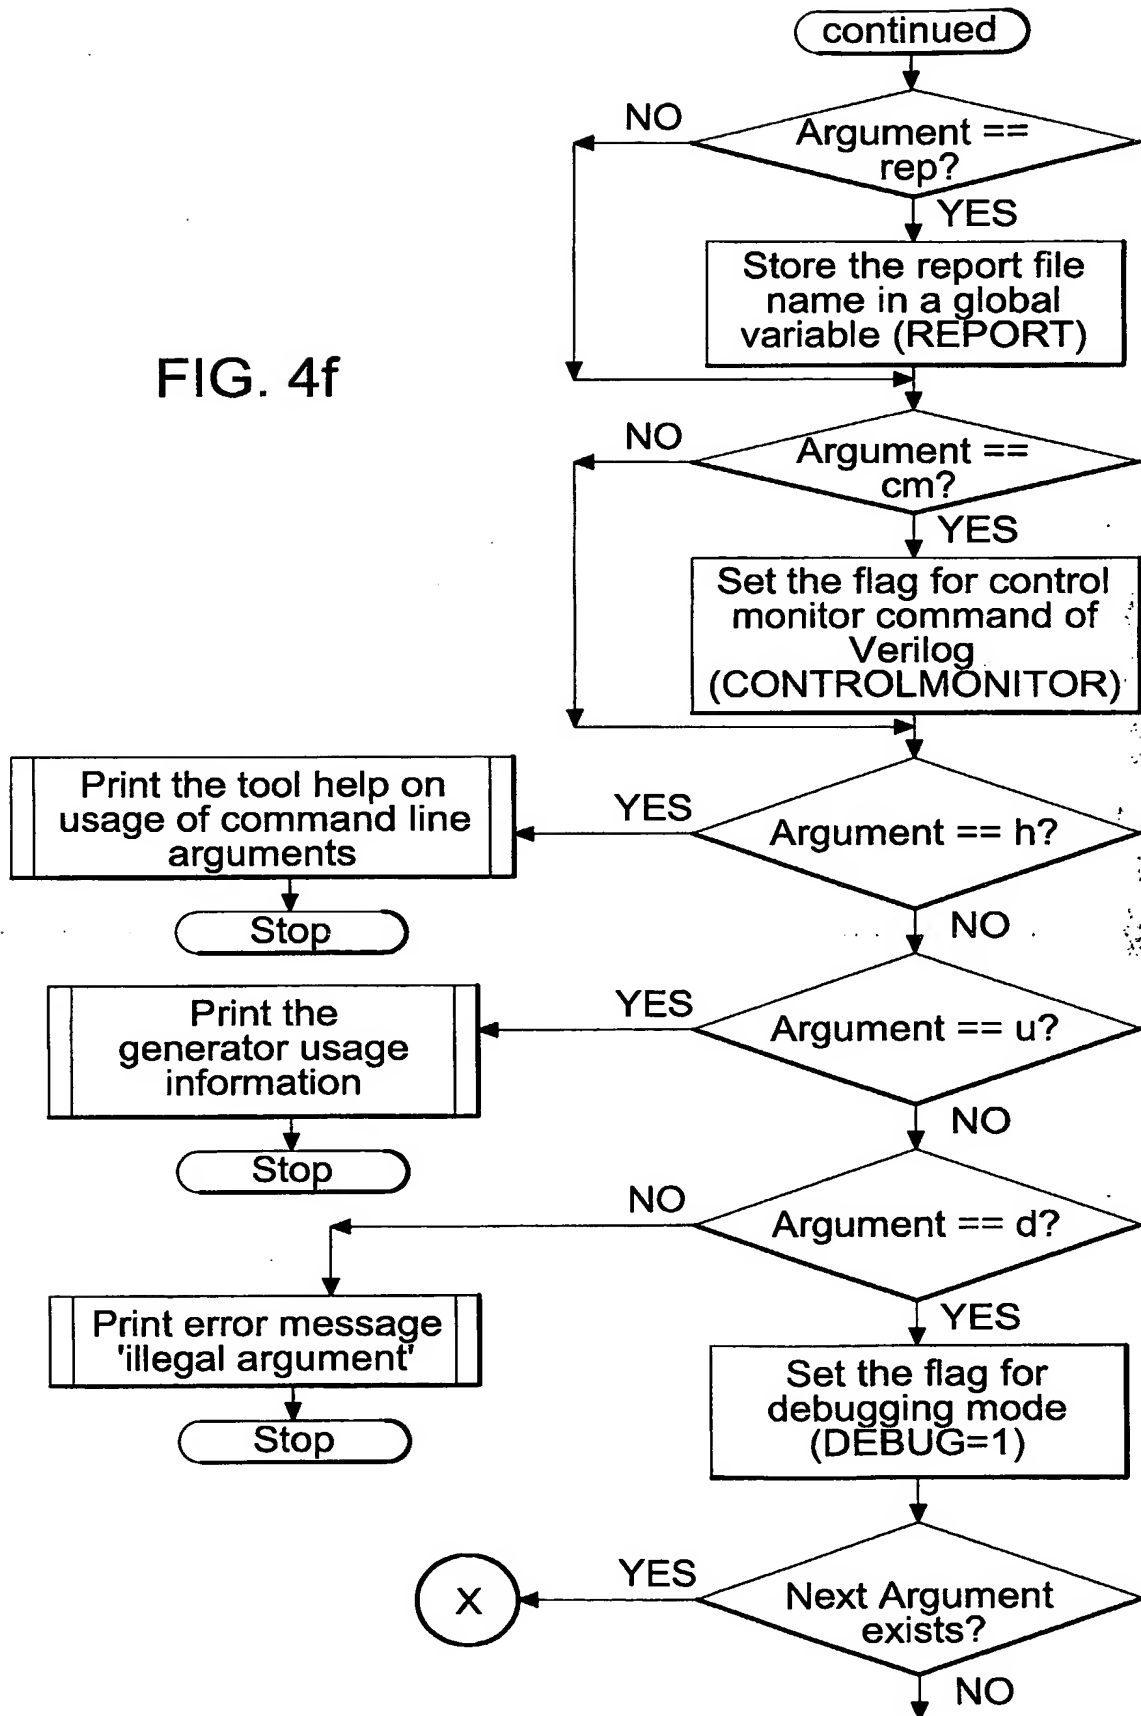 continued
NO
Argument ==
rep?
YES
Store the report file
name in a global
variable (REPORT)
FIG. 4f
NO
Argument ==
cm?
YES
Set the flag for control
monitor command of
Verilog
(CONTROLMONITOR)
Print the tool help on
usage of command line
arguments
YES
Argument == h?
Stop
NO
Print the
generator usage
information
YES
Argument == u?
Stop
NO
NO
Argument == d?
Print error message
'illegal argument'
YES
Stop
Set the flag for
debugging mode
(DEBUG=1)
X
YES
Next Argument
exists?
NO